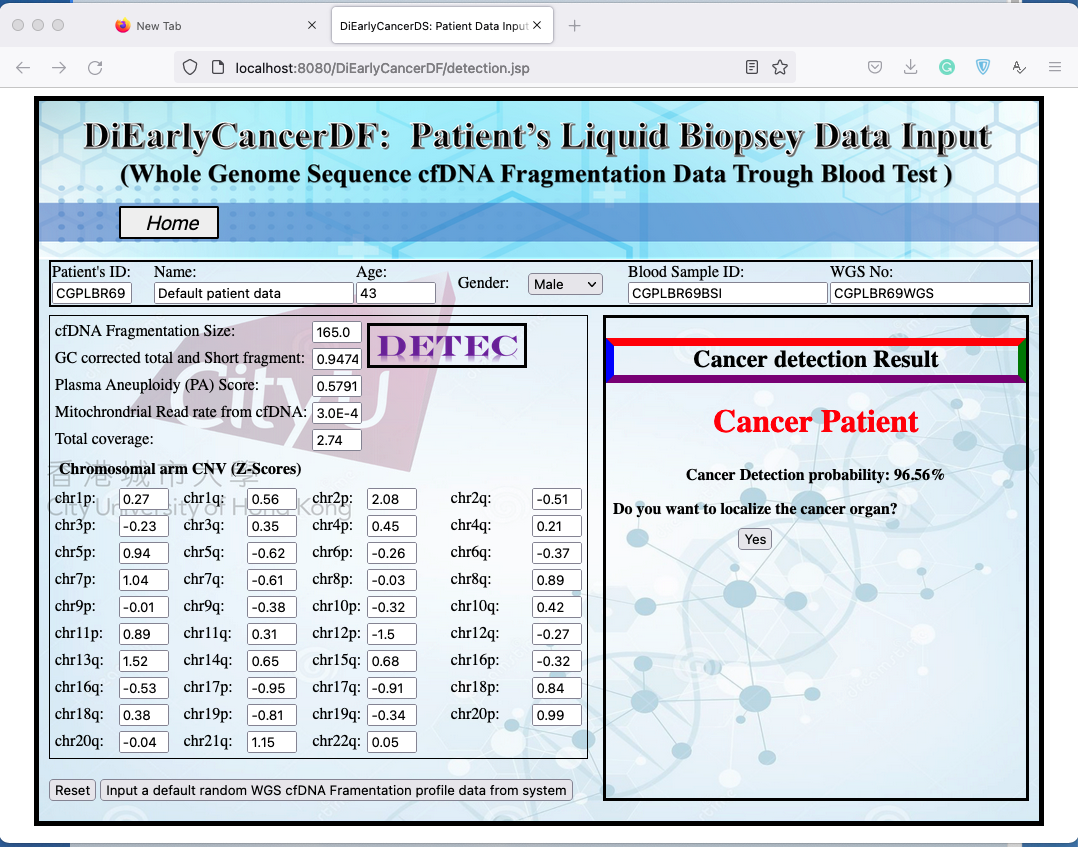 New Tab
DiEarlyCancerDS: Patient Data Input
localhost:8080/DiEarlyCancerDF/detection.jsp
DiEarlyCancerDF: Patient’s Liquid Biopsey Data Input
(Whole Genome Sequence cfDNA Fragmentation Data Trough Blood Test )
Home
Patient's ID: Name: Age: Gender: Male Blood Sample ID: WGS No:
CGPLBR69 Default patient data 43 CGPLBR69BSI CGPLBR69WGS
cfDNA Fragmentation Size: 165.0
GC corrected total and Short fragment: 0.9474
DETEC
Plasma Aneuploidy (PA) Score: 0.5791
Mitochrondrial Read rate from cfDNA: 3.0E-4
Total coverage: 2.74
CityU
香港城市大學
City University of Hong Kong
Chromosomal arm CNV (Z-Scores)
chr1p: 0.27 chr1q: 0.56 chr2p: 2.08 chr2q: -0.51
chr3p: -0.23 chr3q: 0.35 chr4p: 0.45 chr4q: 0.21
chr5p: 0.94 chr5q: -0.62 chr6p: -0.26 chr6q: -0.37
chr7p: 1.04 chr7q: -0.61 chr8p: -0.03 chr8q: 0.89
chr9p: -0.01 chr9q: -0.38 chr10p: -0.32 chr10q: 0.42
chr11p: 0.89 chr11q: 0.31 chr12p: -1.5 chr12q: -0.27
chr13q: 1.52 chr14q: 0.65 chr15q: 0.68 chr16p: -0.32
chr16q: -0.53 chr17p: -0.95 chr17q: -0.91 chr18p: 0.84
chr18q: 0.38 chr19p: -0.81 chr19q: -0.34 chr20p: 0.99
chr20q: -0.04 chr21q: 1.15 chr22q: 0.05
Reset Input a default random WGS cfDNA Framentation profile data from system
Cancer detection Result
Cancer Patient
Cancer Detection probability: 96.56%
Do you want to localize the cancer organ?
Yes